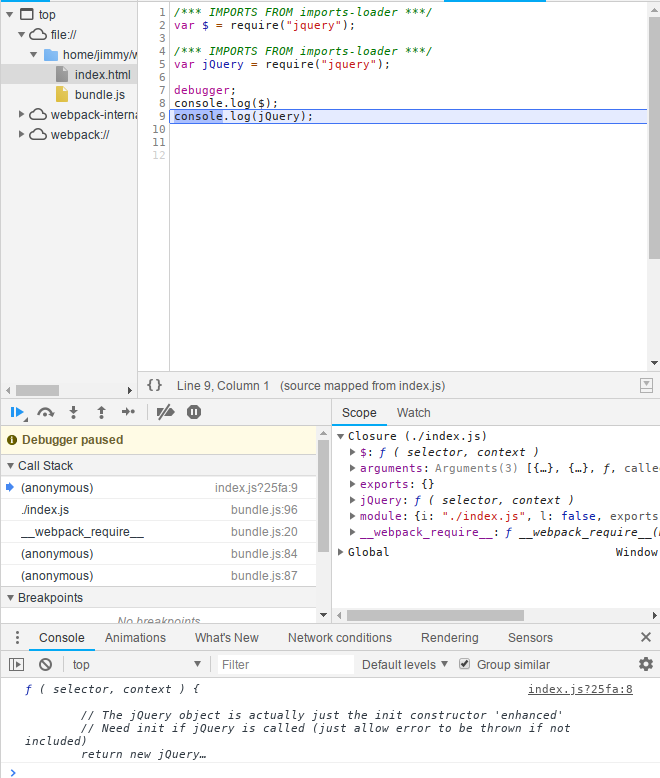 top
file://
home/jimmy/w
index.html
bundle.js
webpack-interna
webpack://
1 /*** IMPORTS FROM imports-loader ***/
2 var $ = require("jquery");
3
4 /*** IMPORTS FROM imports-loader ***/
5 var jQuery = require("jquery");
6
7 debugger;
8 console.log($);
9 console.log(jQuery);
10
11
12
{} Line 9, Column 1 (source mapped from index.js)
Debugger paused
Call Stack
(anonymous) index.js?25fa:9
./index.js bundle.js:96
__webpack_require__ bundle.js:20
(anonymous) bundle.js:84
(anonymous) bundle.js:87
Breakpoints
No breakpoints
Scope Watch
Closure (./index.js)
$: ƒ ( selector, context )
arguments: Arguments(3) [{…}, {…}, ƒ, calle
exports: {}
jQuery: ƒ ( selector, context )
module: {i: "./index.js", l: false, exports
__webpack_require__: ƒ __webpack_require__(
Global Window
Console Animations What's New Network conditions Rendering Sensors
top Filter Default levels Group similar
ƒ ( selector, context ) { index.js?25fa:8
// The jQuery object is actually just the init constructor 'enhanced'
// Need init if jQuery is called (just allow error to be thrown if not
included)
return new jQuery…